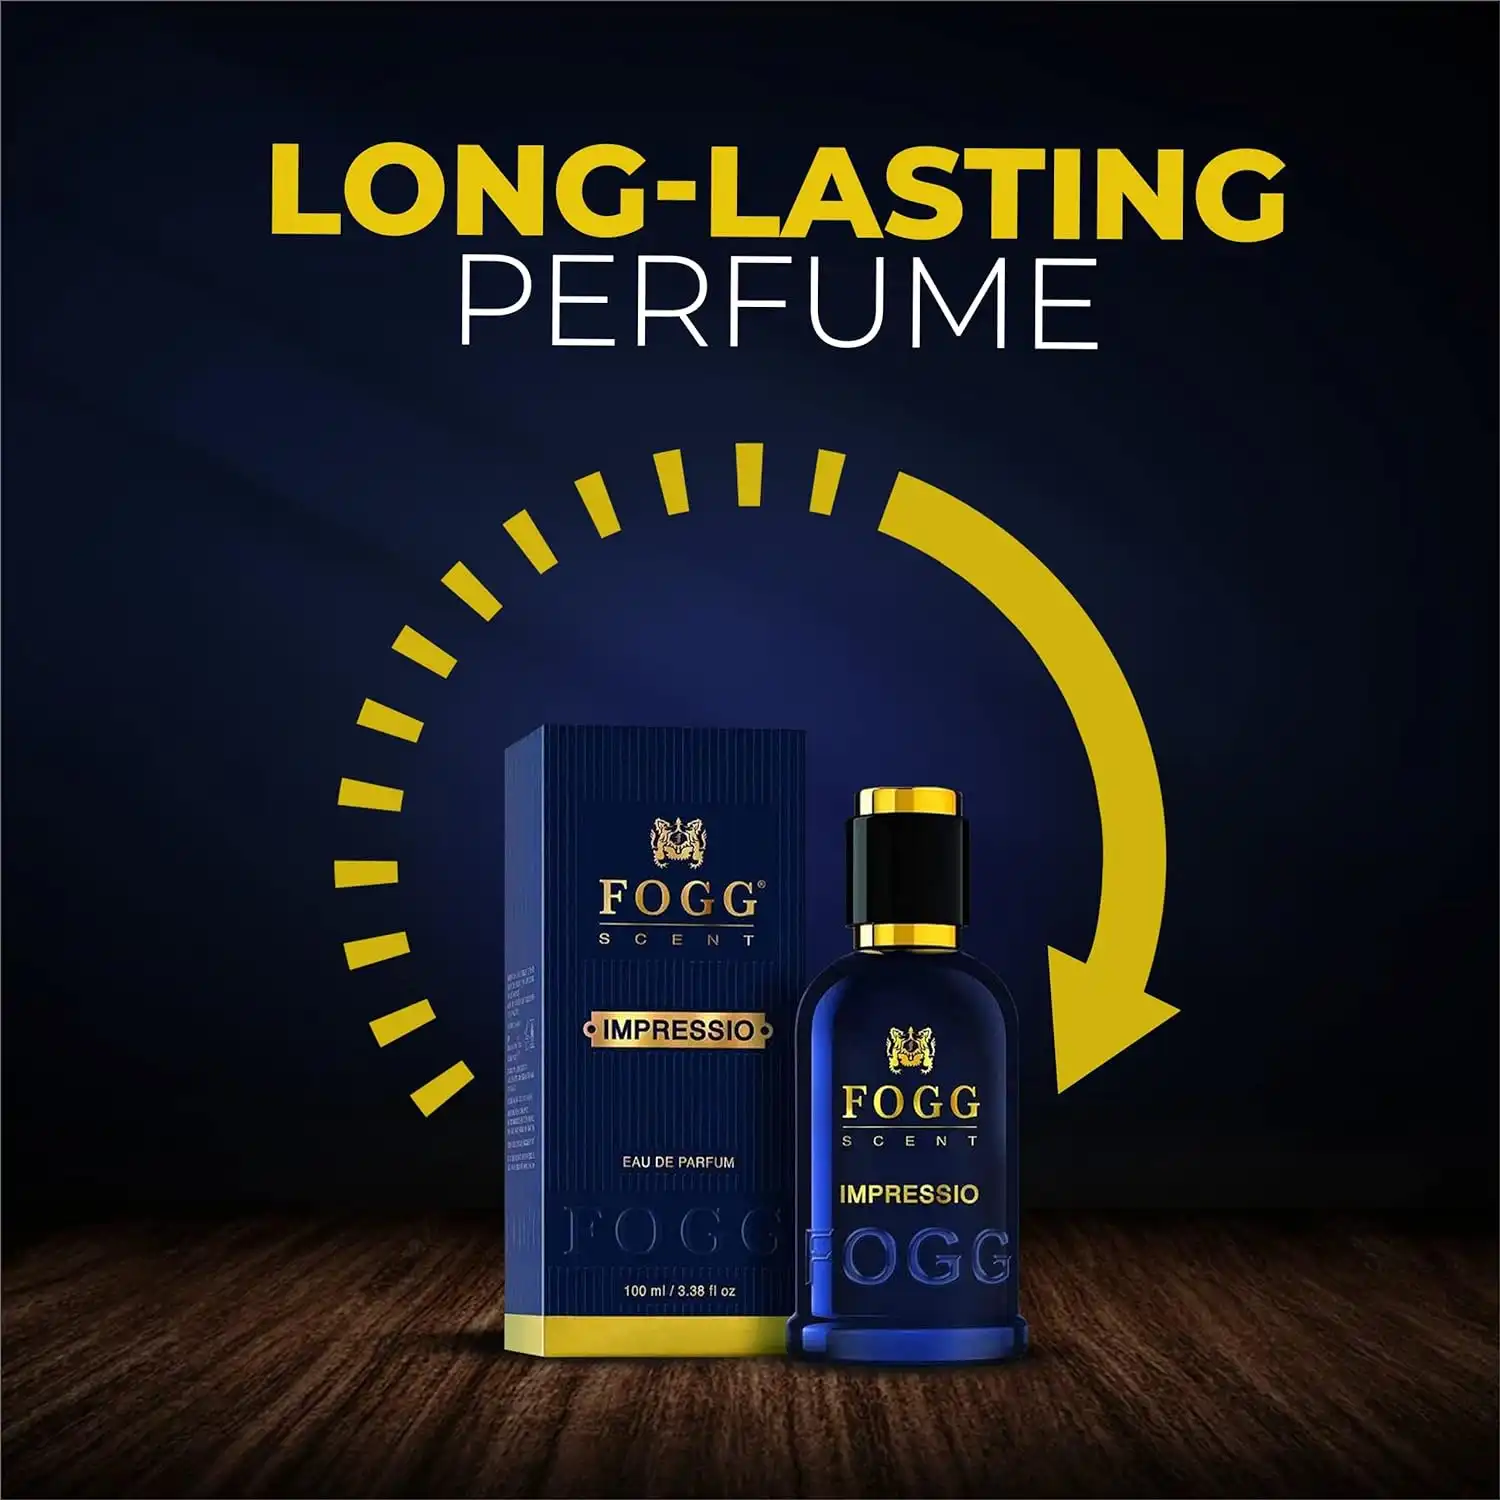 LONG-LASTING
PERFUME
FOGG®
SCENT
IMPRESSIO
EAU DE PARFUM
FOGG
100 ml / 3.38 fl oz
FOGG
SCENT
IMPRESSIO
FOGG